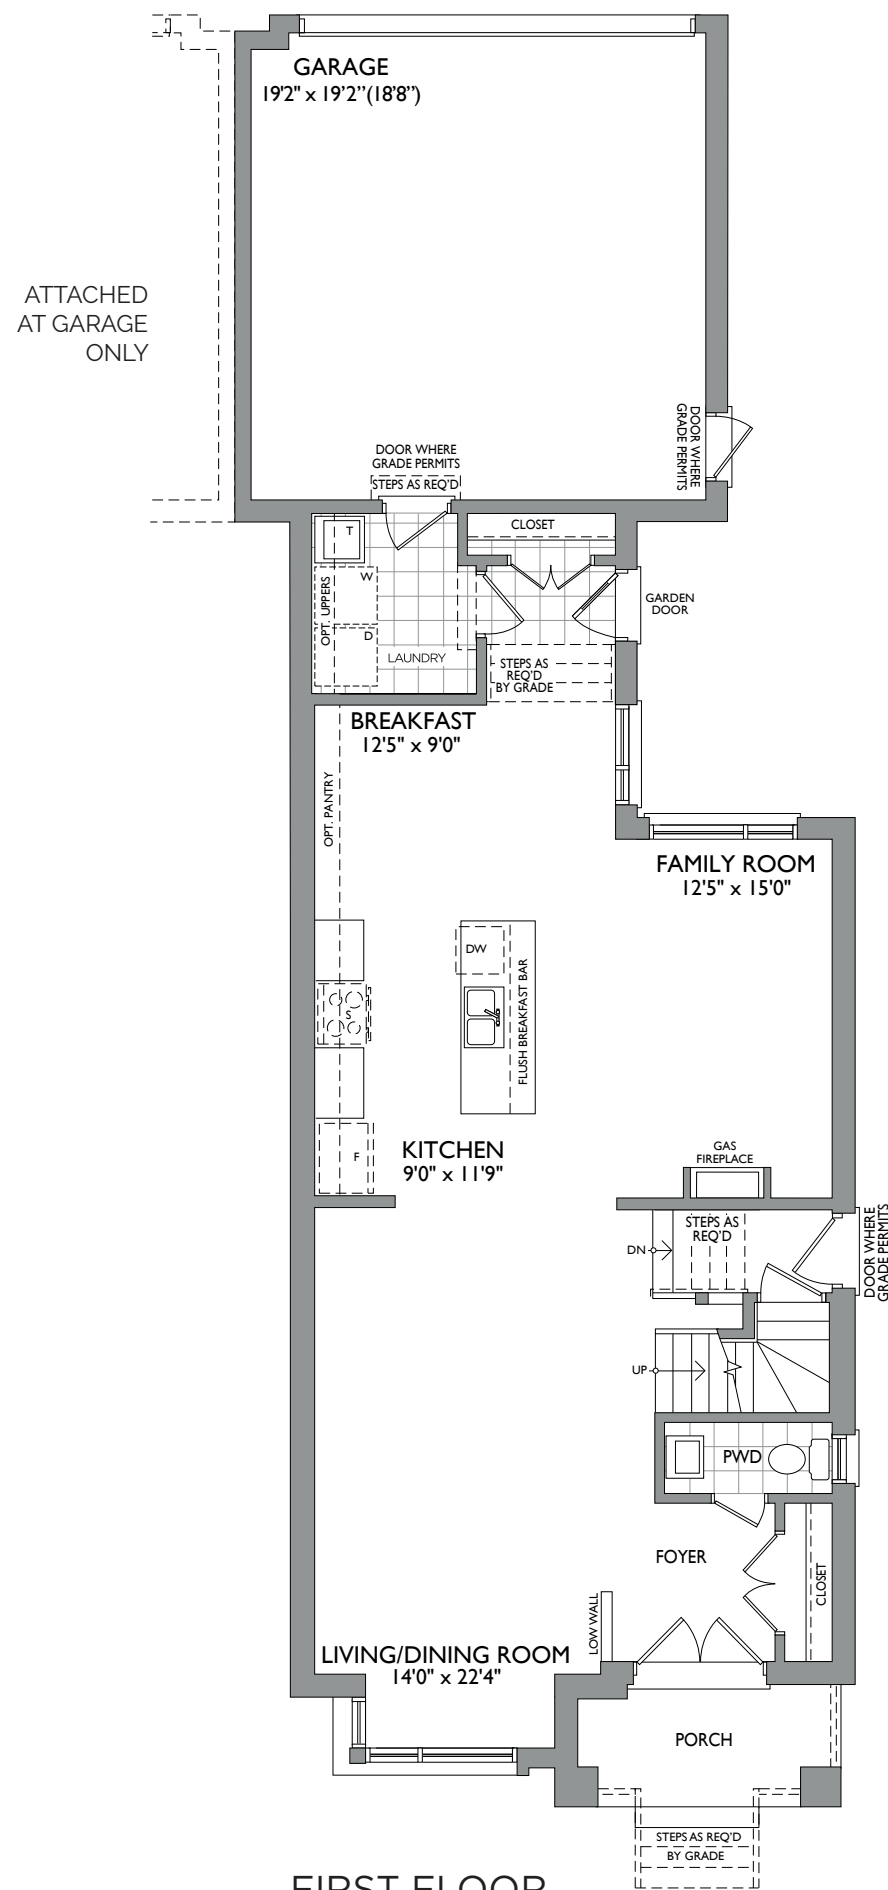 GARAGE
19'2" x 19'2"(18'8")
ATTACHED
AT GARAGE
ONLY
DOOR WHERE
GRADE PERMITS
DOOR WHERE
GRADE PERMITS
STEPS AS REQ'D
T
CLOSET
W
OPT. UPPERS
GARDEN
DOOR
D
LAUNDRY
STEPS AS
REQ'D
BY GRADE
BREAKFAST
12'5" x 9'0"
OPT. PANTRY
FAMILY ROOM
12'5" x 15'0"
DW
FLUSH BREAKFAST BAR
S
KITCHEN
9'0" x 11'9"
F
GAS
FIREPLACE
STEPS AS
REQ'D
DN
DOOR WHERE
GRADE PERMITS
UP
PWD
FOYER
CLOSET
LOW WALL
LIVING/DINING ROOM
14'0" x 22'4"
PORCH
STEPS AS REQ'D
BY GRADE
FIRST FLOOR